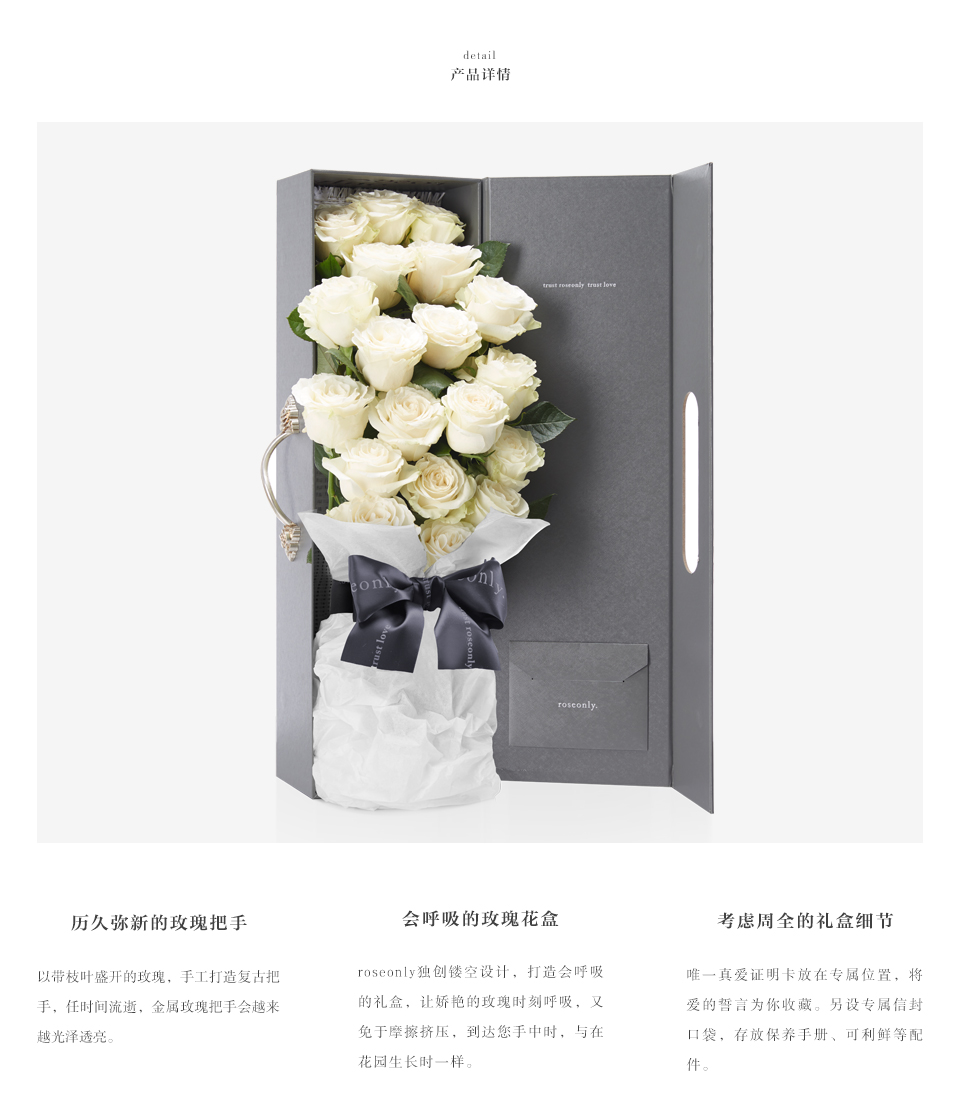 detail
产品详情
trust roseonly trust love
eonl
only.
trust love
t roseonly
roseonly.
历久弥新的玫瑰把手
以带枝叶盛开的玫瑰，手工打造复古把
手，任时间流逝，金属玫瑰把手会越来
越光泽透亮。
会呼吸的玫瑰花盒
roseonly独创镂空设计，打造会呼吸
的礼盒，让娇艳的玫瑰时刻呼吸，又
免于摩擦挤压，到达您手中时，与在
花园生长时一样。
考虑周全的礼盒细节
唯一真爱证明卡放在专属位置，将
爱的誓言为你收藏。另设专属信封
口袋，存放保养手册、可利鲜等配
件。